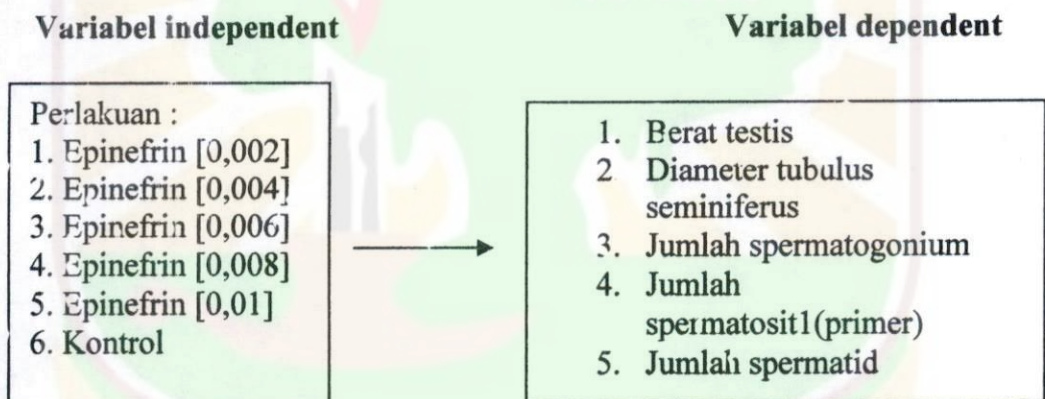 Variabel independent
Perlakuan :
1. Epinefrin [0,002]
2. Epinefrin [0,004]
3. Epinefrin [0,006]
4. Epinefrin [0,008]
5. Epinefrin [0,01]
6. Kontrol
Variabel dependent
1. Berat testis
2 Diameter tubulus
seminiferus
3. Jumlah spermatogonium
4. Jumlah
spermatosit1(primer)
5. Jumlah spermatid